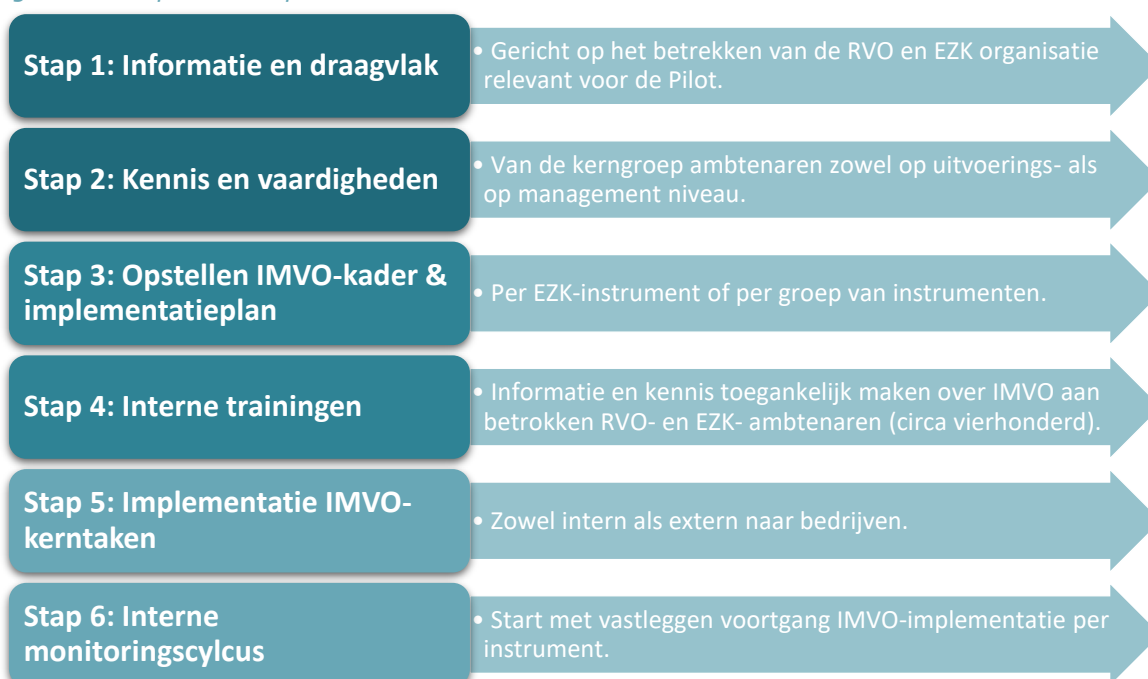 Stap 1: Informatie en draagvlak
• Gericht op het betrekken van de RVO en EZK organisatie
relevant voor de Pilot.
Stap 2: Kennis en vaardigheden
• Van de kerngroep ambtenaren zowel op uitvoerings- als
op management niveau.
Stap 3: Opstellen IMVO-kader &
implementatieplan
• Per EZK-instrument of per groep van instrumenten.
Stap 4: Interne trainingen
• Informatie en kennis toegankelijk maken over IMVO aan
betrokken RVO- en EZK- ambtenaren (circa vierhonderd).
Stap 5: Implementatie IMVO-
kerntaken
• Zowel intern als extern naar bedrijven.
Stap 6: Interne
monitoringscylcus
• Start met vastleggen voortgang IMVO-implementatie per
instrument.